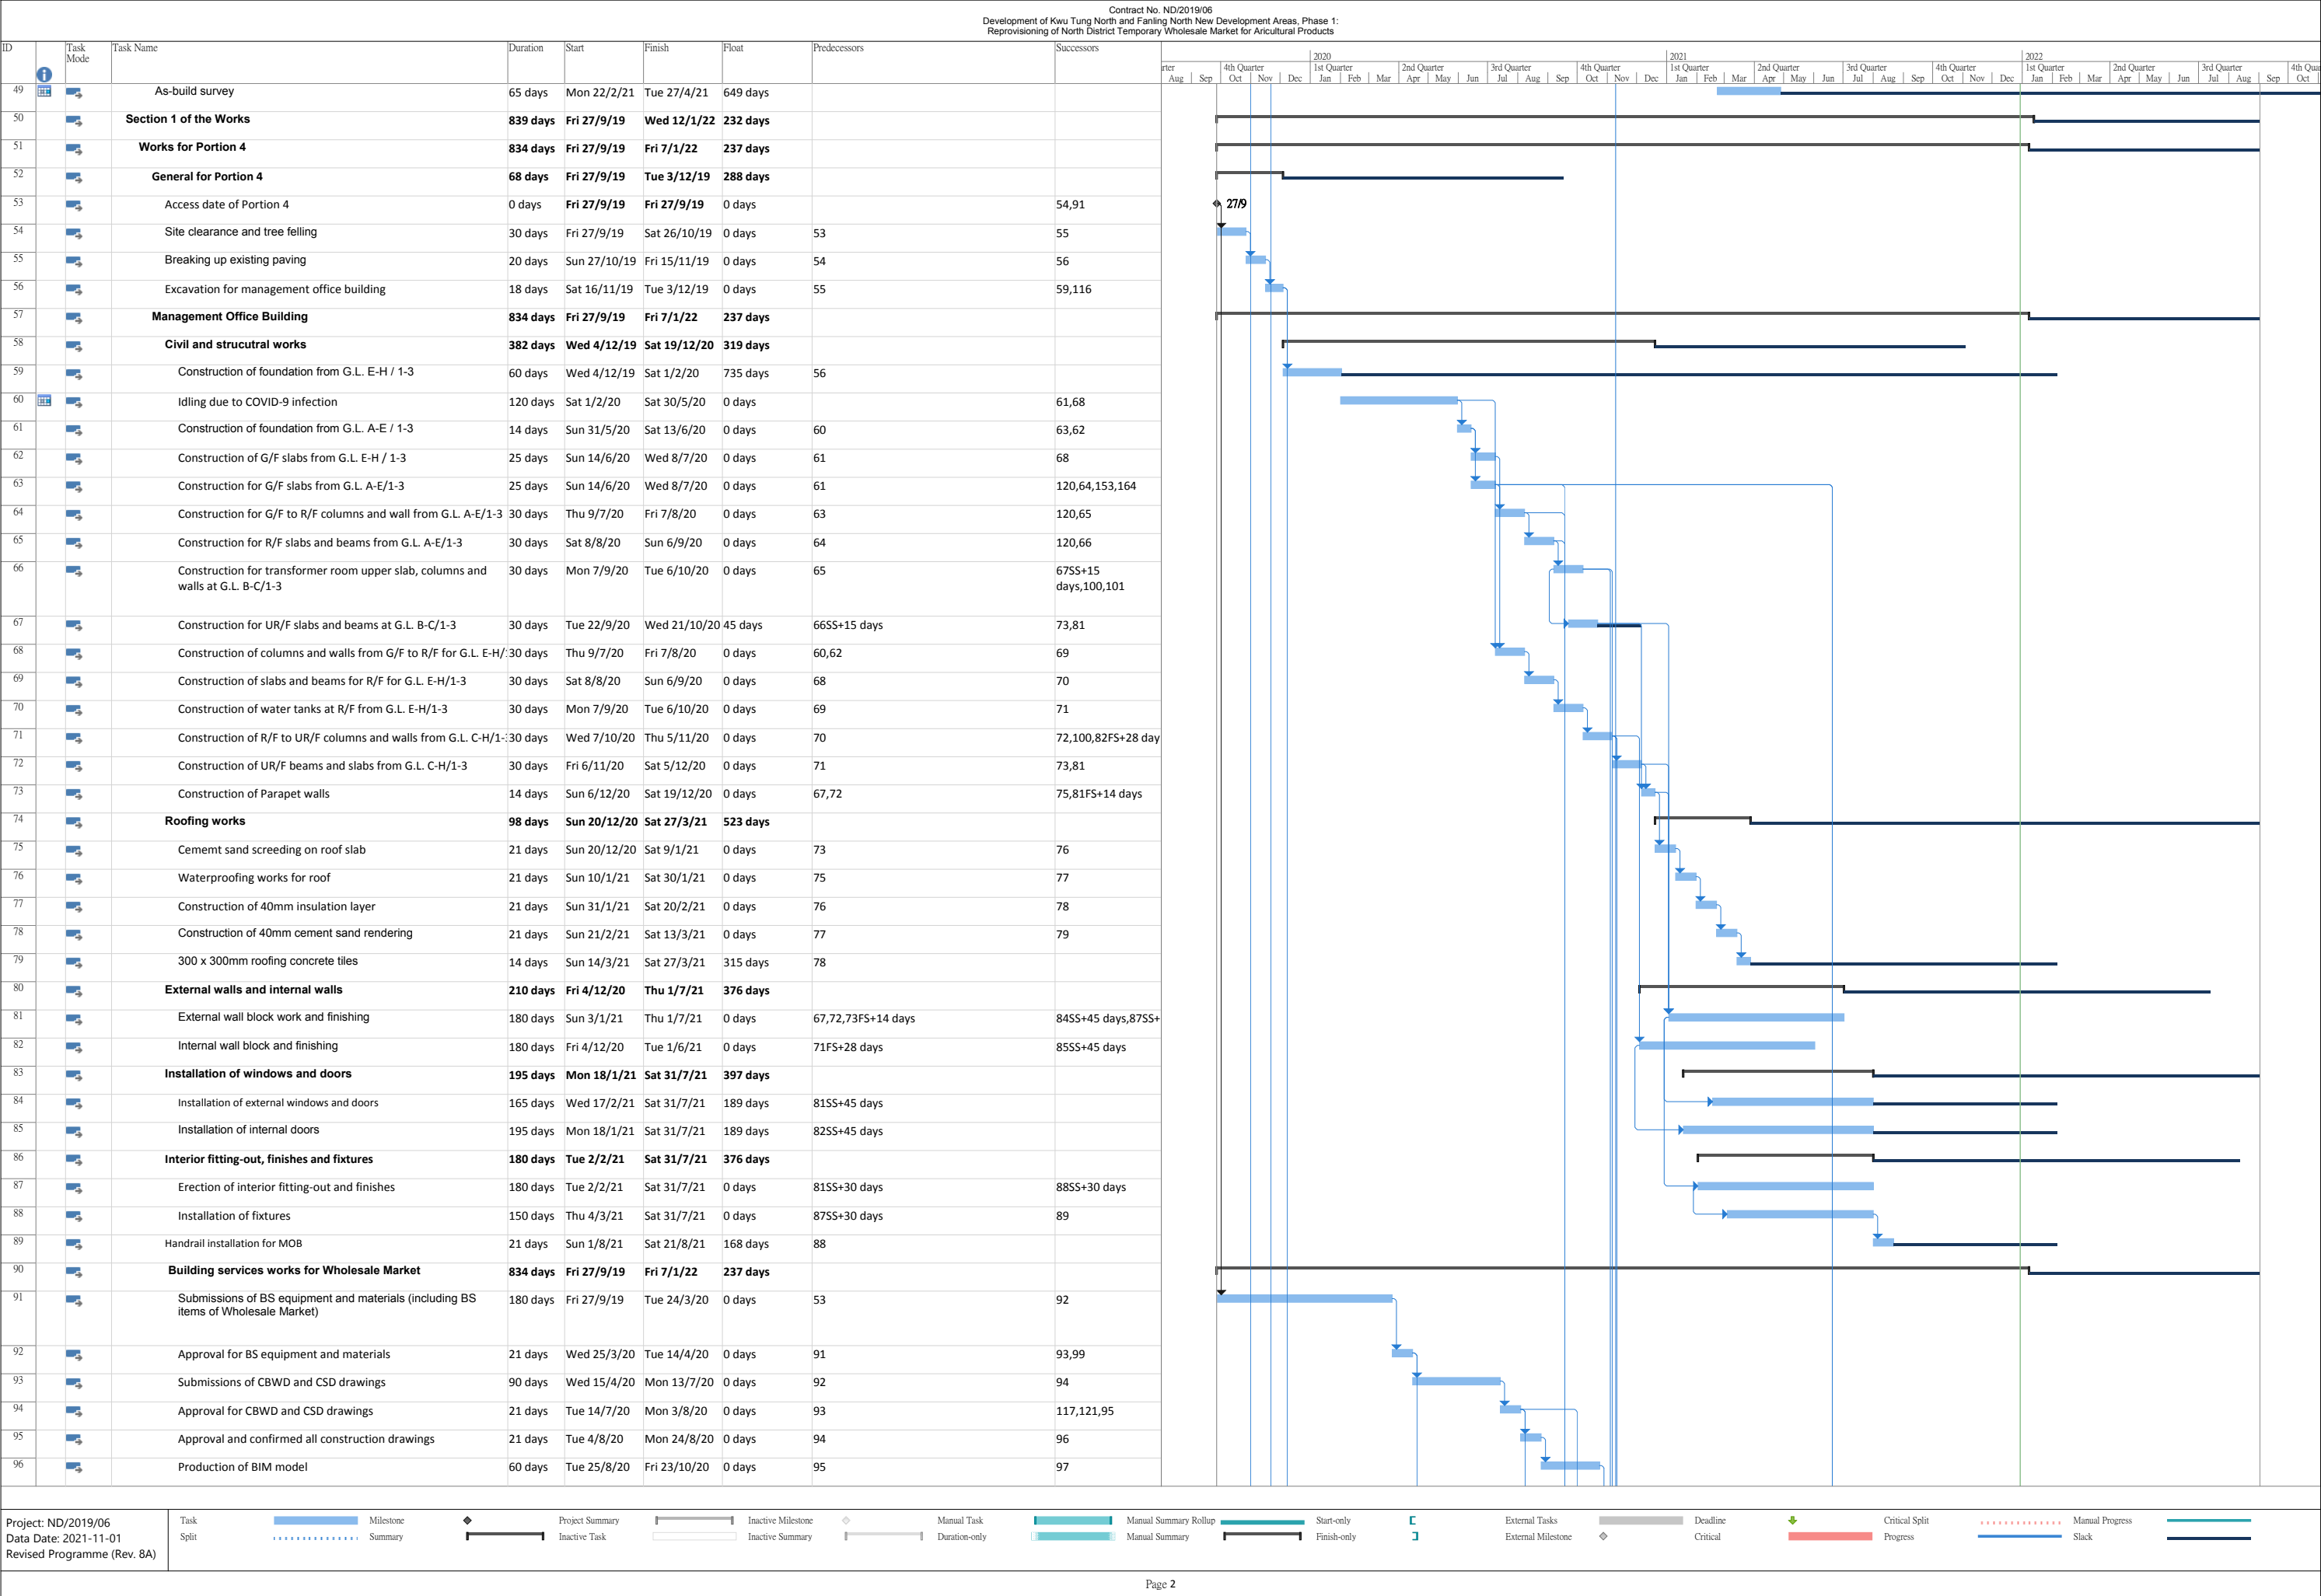 Contract No. ND/2019/06
Development of Kwu Tung North and Fanling North New Development Areas, Phase 1:
Reprovisioning of North District Temporary Wholesale Market for Aricultural Products
ID Task Mode Task Name Duration Start Finish Float Predecessors Successors
2020 2021 2022
rter 4th Quarter 1st Quarter 2nd Quarter 3rd Quarter 4th Quarter 1st Quarter 2nd Quarter 3rd Quarter 4th Quarter 1st Quarter 2nd Quarter 3rd Quarter 4th Qua
Aug Sep Oct Nov Dec Jan Feb Mar Apr May Jun Jul Aug Sep Oct Nov Dec Jan Feb Mar Apr May Jun Jul Aug Sep Oct Nov Dec Jan Feb Mar Apr May Jun Jul Aug Sep Oct
49 As-build survey 65 days Mon 22/2/21 Tue 27/4/21 649 days
50 Section 1 of the Works 839 days Fri 27/9/19 Wed 12/1/22 232 days
51 Works for Portion 4 834 days Fri 27/9/19 Fri 7/1/22 237 days
52 General for Portion 4 68 days Fri 27/9/19 Tue 3/12/19 288 days
53 Access date of Portion 4 0 days Fri 27/9/19 Fri 27/9/19 0 days 54,91 27/9
54 Site clearance and tree felling 30 days Fri 27/9/19 Sat 26/10/19 0 days 53 55
55 Breaking up existing paving 20 days Sun 27/10/19 Fri 15/11/19 0 days 54 56
56 Excavation for management office building 18 days Sat 16/11/19 Tue 3/12/19 0 days 55 59,116
57 Management Office Building 834 days Fri 27/9/19 Fri 7/1/22 237 days
58 Civil and strucutral works 382 days Wed 4/12/19 Sat 19/12/20 319 days
59 Construction of foundation from G.L. E-H / 1-3 60 days Wed 4/12/19 Sat 1/2/20 735 days 56
60 Idling due to COVID-9 infection 120 days Sat 1/2/20 Sat 30/5/20 0 days 61,68
61 Construction of foundation from G.L. A-E / 1-3 14 days Sun 31/5/20 Sat 13/6/20 0 days 60 63,62
62 Construction of G/F slabs from G.L. E-H / 1-3 25 days Sun 14/6/20 Wed 8/7/20 0 days 61 68
63 Construction for G/F slabs from G.L. A-E/1-3 25 days Sun 14/6/20 Wed 8/7/20 0 days 61 120,64,153,164
64 Construction for G/F to R/F columns and wall from G.L. A-E/1-3 30 days Thu 9/7/20 Fri 7/8/20 0 days 63 120,65
65 Construction for R/F slabs and beams from G.L. A-E/1-3 30 days Sat 8/8/20 Sun 6/9/20 0 days 64 120,66
66 Construction for transformer room upper slab, columns and 30 days Mon 7/9/20 Tue 6/10/20 0 days 65 67SS+15
walls at G.L. B-C/1-3 days,100,101
67 Construction for UR/F slabs and beams at G.L. B-C/1-3 30 days Tue 22/9/20 Wed 21/10/20 45 days 66SS+15 days 73,81
68 Construction of columns and walls from G/F to R/F for G.L. E-H/ 30 days Thu 9/7/20 Fri 7/8/20 0 days 60,62 69
69 Construction of slabs and beams for R/F for G.L. E-H/1-3 30 days Sat 8/8/20 Sun 6/9/20 0 days 68 70
70 Construction of water tanks at R/F from G.L. E-H/1-3 30 days Mon 7/9/20 Tue 6/10/20 0 days 69 71
71 Construction of R/F to UR/F columns and walls from G.L. C-H/1- 30 days Wed 7/10/20 Thu 5/11/20 0 days 70 72,100,82FS+28 day
72 Construction of UR/F beams and slabs from G.L. C-H/1-3 30 days Fri 6/11/20 Sat 5/12/20 0 days 71 73,81
73 Construction of Parapet walls 14 days Sun 6/12/20 Sat 19/12/20 0 days 67,72 75,81FS+14 days
74 Roofing works 98 days Sun 20/12/20 Sat 27/3/21 523 days
75 Cememt sand screeding on roof slab 21 days Sun 20/12/20 Sat 9/1/21 0 days 73 76
76 Waterproofing works for roof 21 days Sun 10/1/21 Sat 30/1/21 0 days 75 77
77 Construction of 40mm insulation layer 21 days Sun 31/1/21 Sat 20/2/21 0 days 76 78
78 Construction of 40mm cement sand rendering 21 days Sun 21/2/21 Sat 13/3/21 0 days 77 79
79 300 x 300mm roofing concrete tiles 14 days Sun 14/3/21 Sat 27/3/21 315 days 78
80 External walls and internal walls 210 days Fri 4/12/20 Thu 1/7/21 376 days
81 External wall block work and finishing 180 days Sun 3/1/21 Thu 1/7/21 0 days 67,72,73FS+14 days 84SS+45 days,87SS+
82 Internal wall block and finishing 180 days Fri 4/12/20 Tue 1/6/21 0 days 71FS+28 days 85SS+45 days
83 Installation of windows and doors 195 days Mon 18/1/21 Sat 31/7/21 397 days
84 Installation of external windows and doors 165 days Wed 17/2/21 Sat 31/7/21 189 days 81SS+45 days
85 Installation of internal doors 195 days Mon 18/1/21 Sat 31/7/21 189 days 82SS+45 days
86 Interior fitting-out, finishes and fixtures 180 days Tue 2/2/21 Sat 31/7/21 376 days
87 Erection of interior fitting-out and finishes 180 days Tue 2/2/21 Sat 31/7/21 0 days 81SS+30 days 88SS+30 days
88 Installation of fixtures 150 days Thu 4/3/21 Sat 31/7/21 0 days 87SS+30 days 89
89 Handrail installation for MOB 21 days Sun 1/8/21 Sat 21/8/21 168 days 88
90 Building services works for Wholesale Market 834 days Fri 27/9/19 Fri 7/1/22 237 days
91 Submissions of BS equipment and materials (including BS 180 days Fri 27/9/19 Tue 24/3/20 0 days 53 92
items of Wholesale Market)
92 Approval for BS equipment and materials 21 days Wed 25/3/20 Tue 14/4/20 0 days 91 93,99
93 Submissions of CBWD and CSD drawings 90 days Wed 15/4/20 Mon 13/7/20 0 days 92 94
94 Approval for CBWD and CSD drawings 21 days Tue 14/7/20 Mon 3/8/20 0 days 93 117,121,95
95 Approval and confirmed all construction drawings 21 days Tue 4/8/20 Mon 24/8/20 0 days 94 96
96 Production of BIM model 60 days Tue 25/8/20 Fri 23/10/20 0 days 95 97
Project: ND/2019/06
Data Date: 2021-11-01
Revised Programme (Rev. 8A)
Task Milestone Project Summary Inactive Milestone Manual Task Manual Summary Rollup Start-only External Tasks Deadline Critical Split Manual Progress
Split Summary Inactive Task Inactive Summary Duration-only Manual Summary Finish-only External Milestone Critical Progress Slack
Page 2